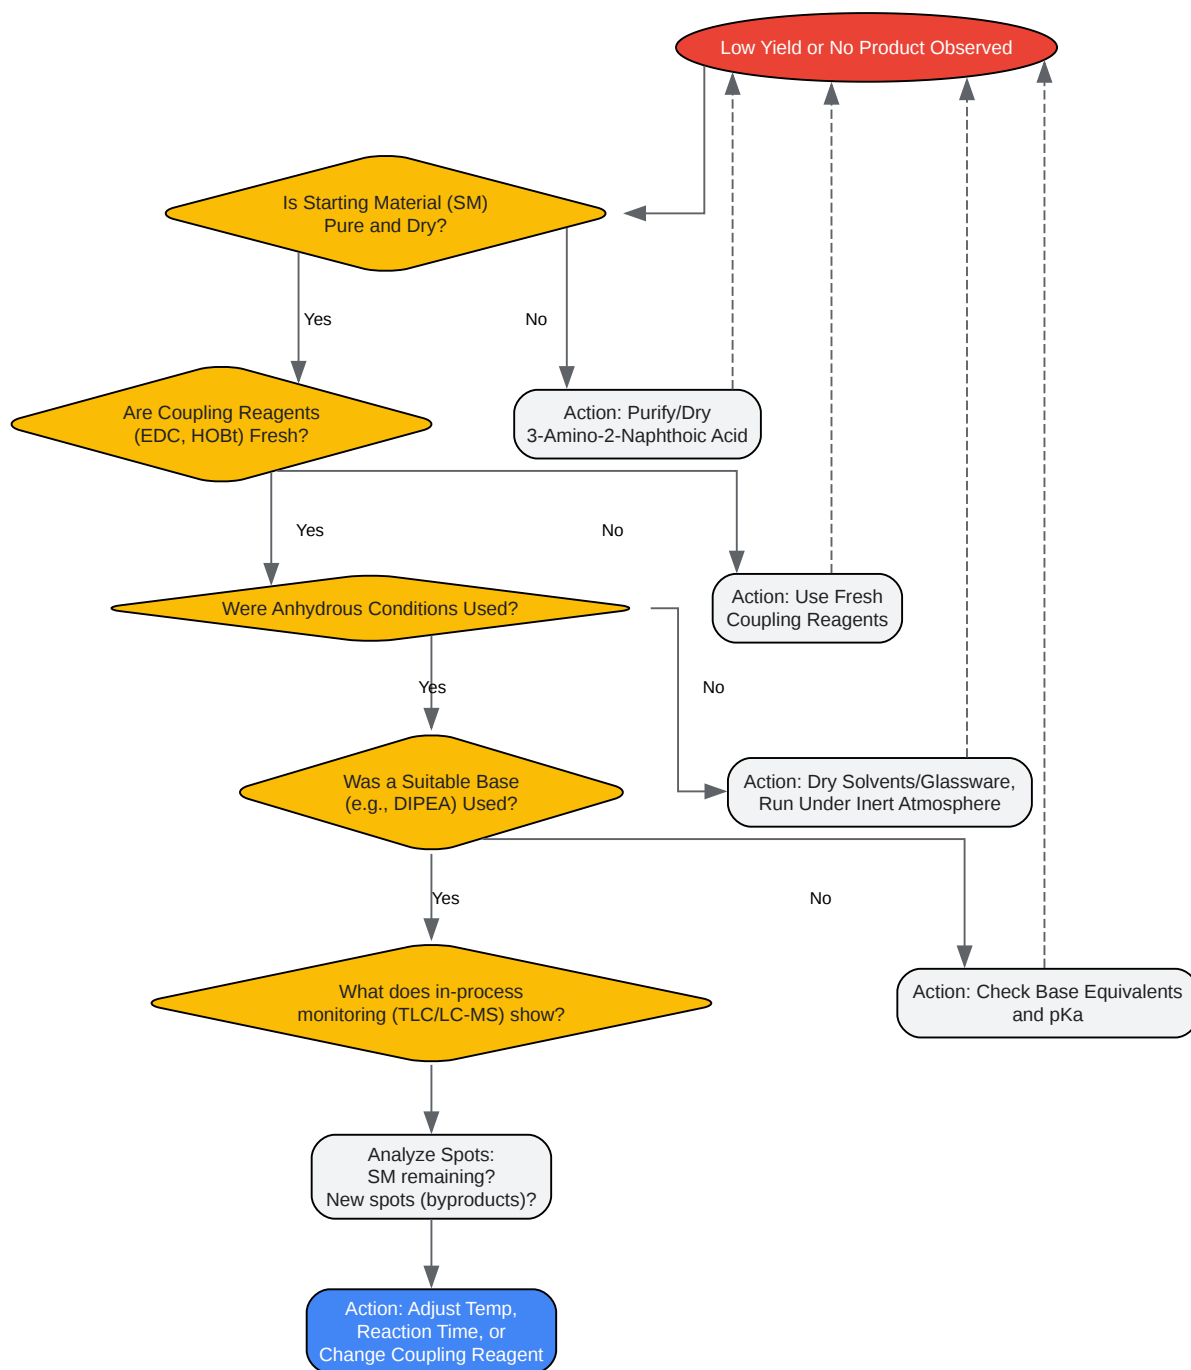 Low Yield or No Product Observed
Is Starting Material (SM)
Pure and Dry?
Yes
No
Are Coupling Reagents
(EDC, HOBt) Fresh?
Action: Purify/Dry
3-Amino-2-Naphthoic Acid
Yes
No
Were Anhydrous Conditions Used?
Action: Use Fresh
Coupling Reagents
Yes
No
Was a Suitable Base
(e.g., DIPEA) Used?
Action: Dry Solvents/Glassware,
Run Under Inert Atmosphere
Yes
No
What does in-process
monitoring (TLC/LC-MS) show?
Action: Check Base Equivalents
and pKa
Analyze Spots:
SM remaining?
New spots (byproducts)?
Action: Adjust Temp,
Reaction Time, or
Change Coupling Reagent